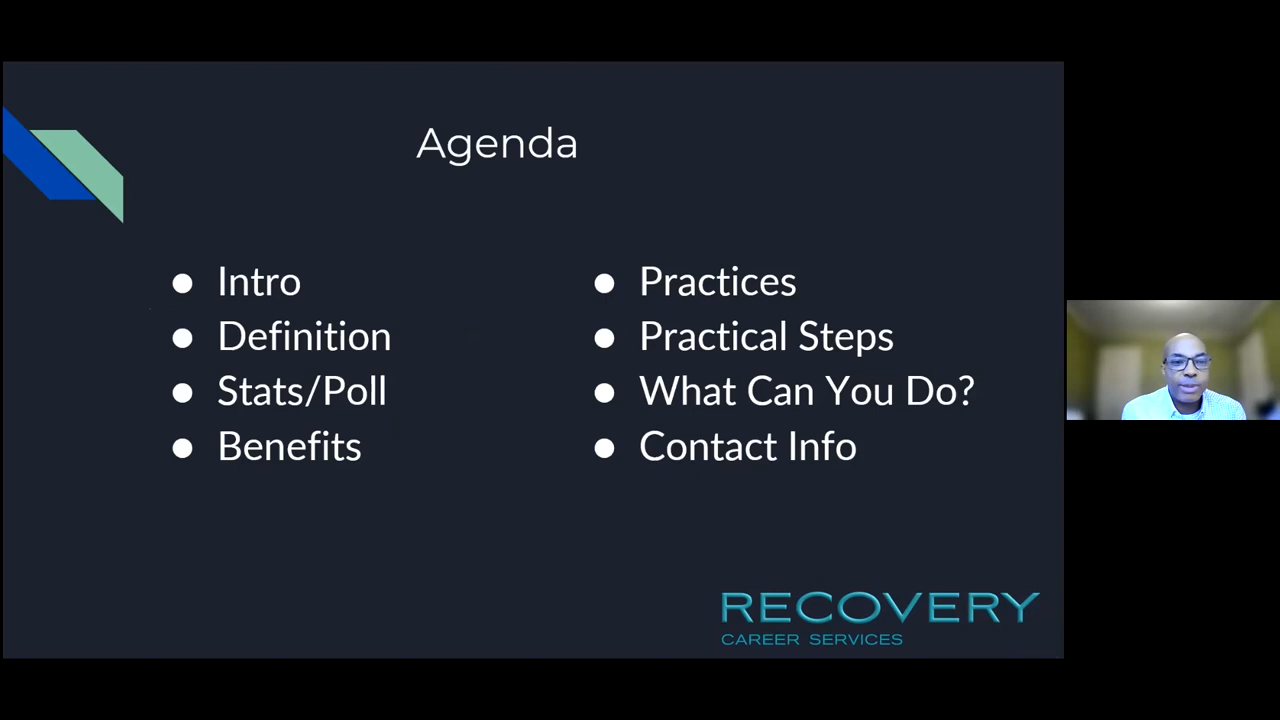 Agenda
Intro
Definition
Stats/Poll
Benefits
Practices
Practical Steps
What Can You Do?
Contact Info
RECOVERY
CAREER SERVICES